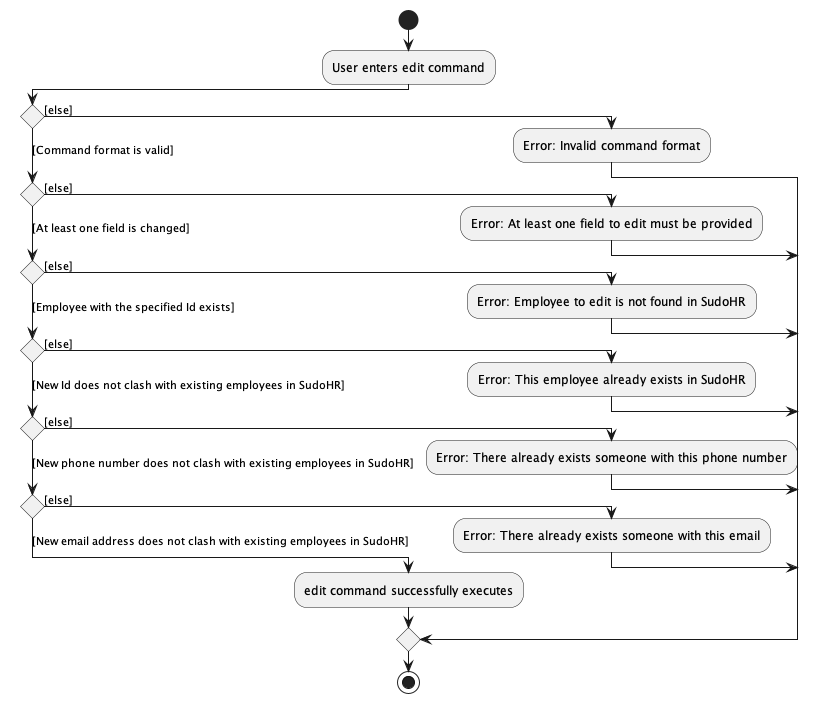 User enters edit command
[else]
Error: Invalid command format
[Command format is valid]
[else]
Error: At least one field to edit must be provided
[At least one field is changed]
[else]
Error: Employee to edit is not found in SudoHR
[Employee with the specified Id exists]
[else]
Error: This employee already exists in SudoHR
[New Id does not clash with existing employees in SudoHR]
[else]
Error: There already exists someone with this phone number
[New phone number does not clash with existing employees in SudoHR]
[else]
Error: There already exists someone with this email
[New email address does not clash with existing employees in SudoHR]
edit command successfully executes